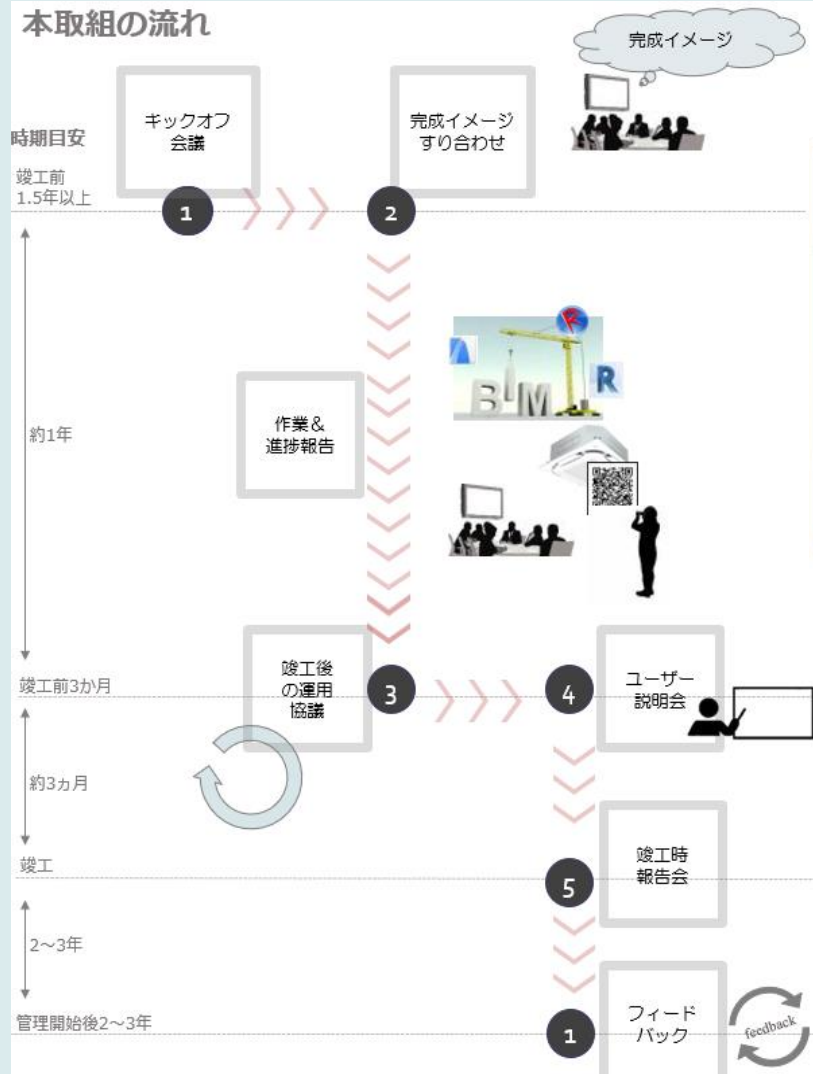 本取組の流れ
完成イメージ
キックオフ
会議
完成イメージ
すり合わせ
時期目安
竣工前
1.5年以上
1
2
BIM
R
約1年
作業＆
進捗報告
竣工後
の運用
協議
ユーザー
説明会
竣工前3か月
3
4
約3ヵ月
竣工時
報告会
竣工
5
2～3年
フィード
バック
管理開始後2～3年
1
feedback